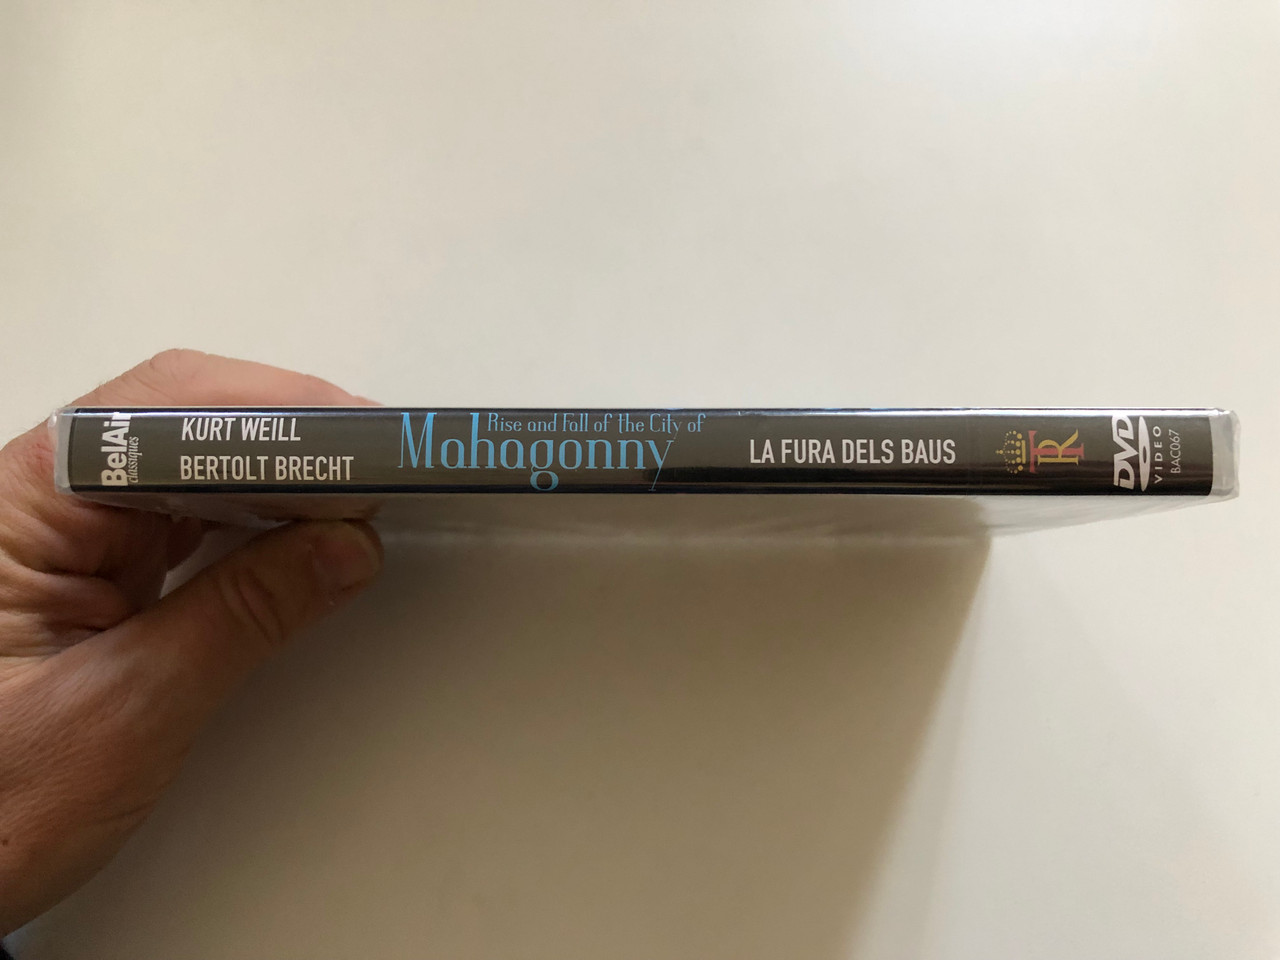 BelAir
classiques
KURT WEILL
BERTOLT BRECHT
Rise and Fall of the City of
Mahagonny
LA FURA DELS BAUS
TR
DVD
VIDEO
BAC067